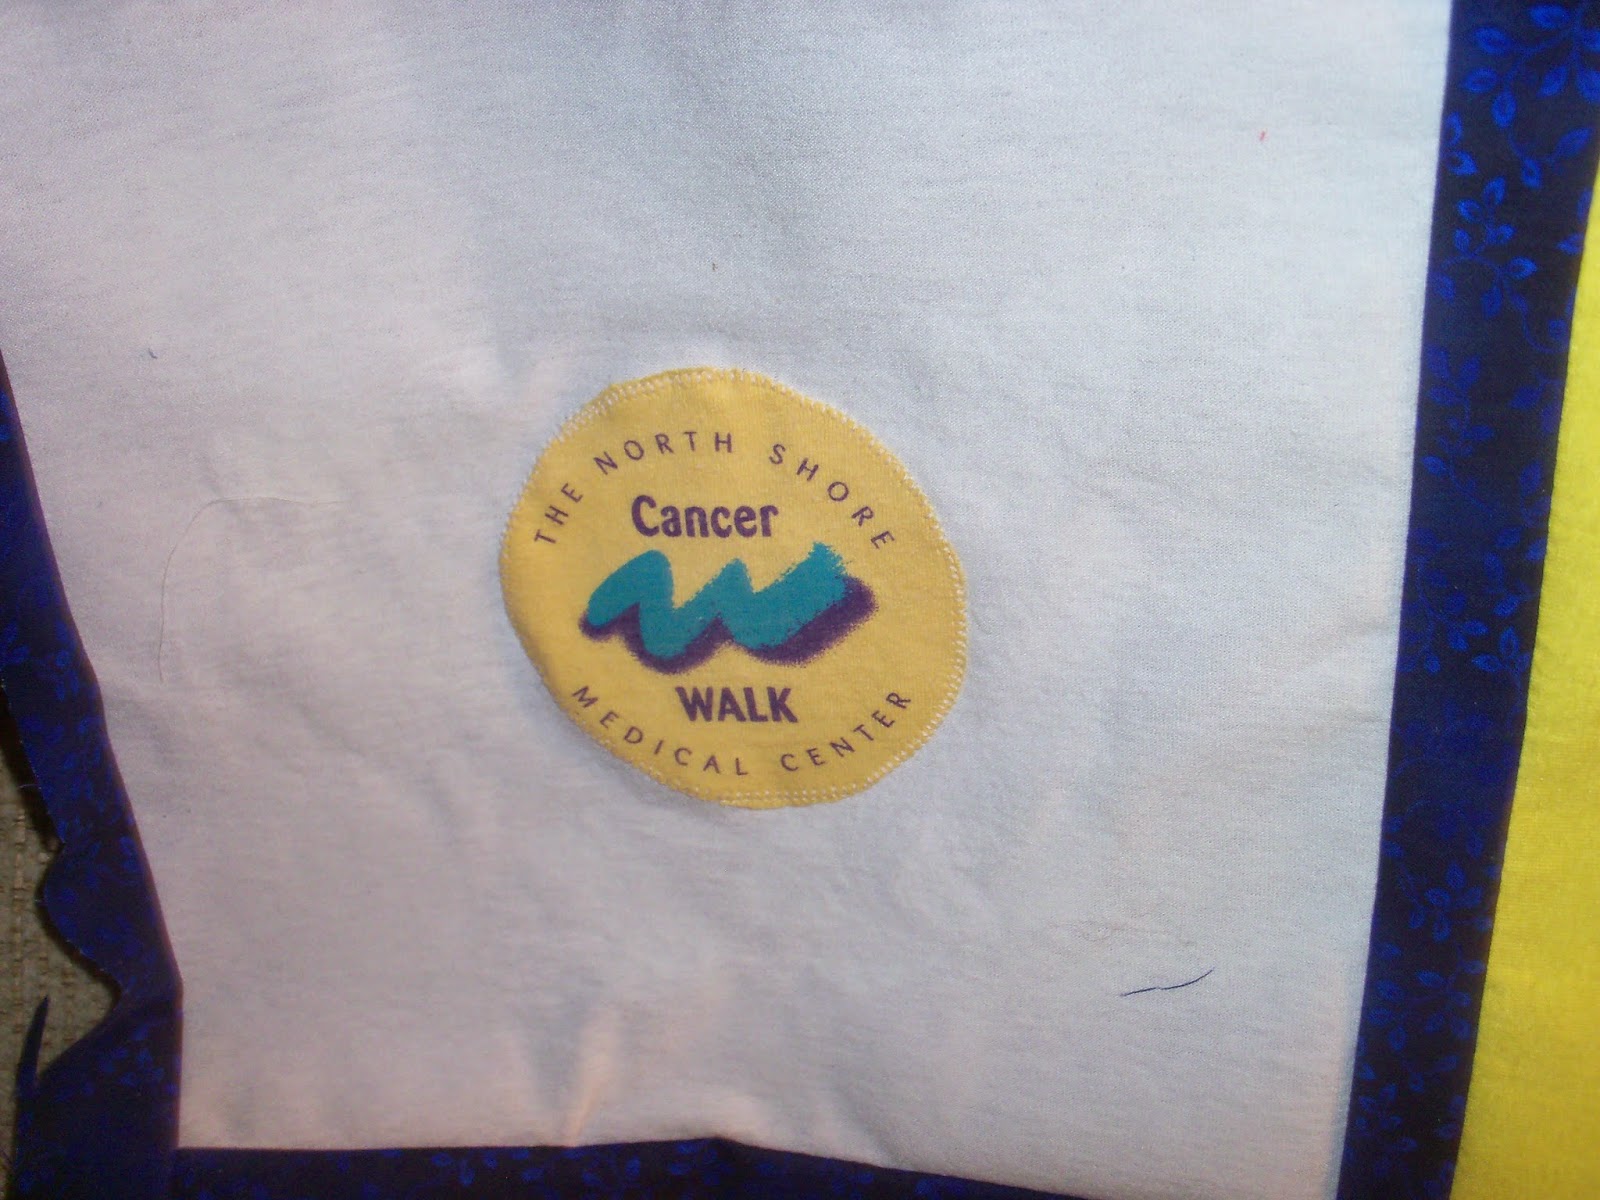 THE NORTH SHORE
Cancer
WALK
MEDICAL CENTER